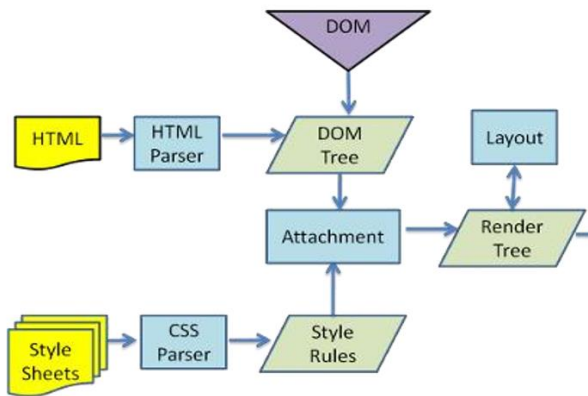 DOM
HTML
HTML
Parser
DOM
Tree
Layout
Attachment
Render
Tree
Style
Sheets
CSS
Parser
Style
Rules